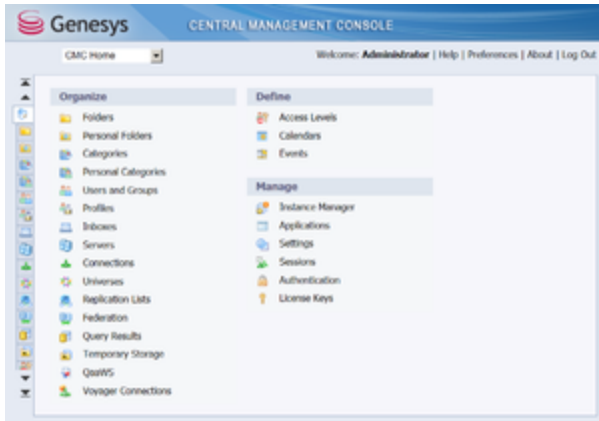 Genesys CENTRAL MANAGEMENT CONSOLE
CMC Home
Welcome: Administrator | Help | Preferences | About | Log Out
Organize
Folders
Personal Folders
Categories
Personal Categories
Users and Groups
Profiles
Inboxes
Servers
Connections
Universes
Replication Lists
Federation
Query Results
Temporary Storage
QaaWS
Voyager Connections
Define
Access Levels
Calendars
Events
Manage
Instance Manager
Applications
Settings
Sessions
Authentication
License Keys